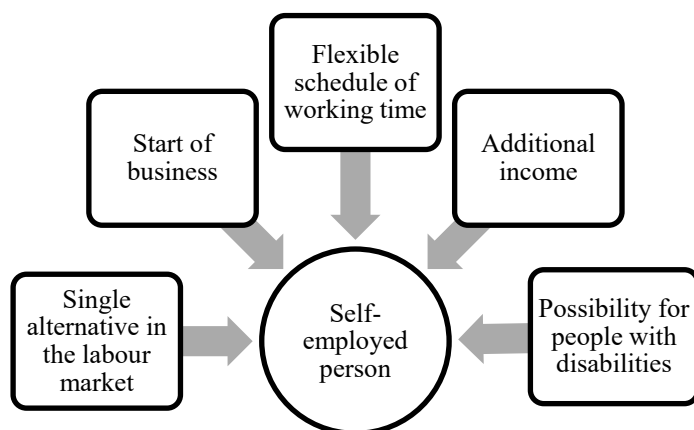 Flexible
schedule of
working time
Start of
business
Additional
income
Single
alternative in
the labour
market
Self-
employed
person
Possibility for
people with
disabilities